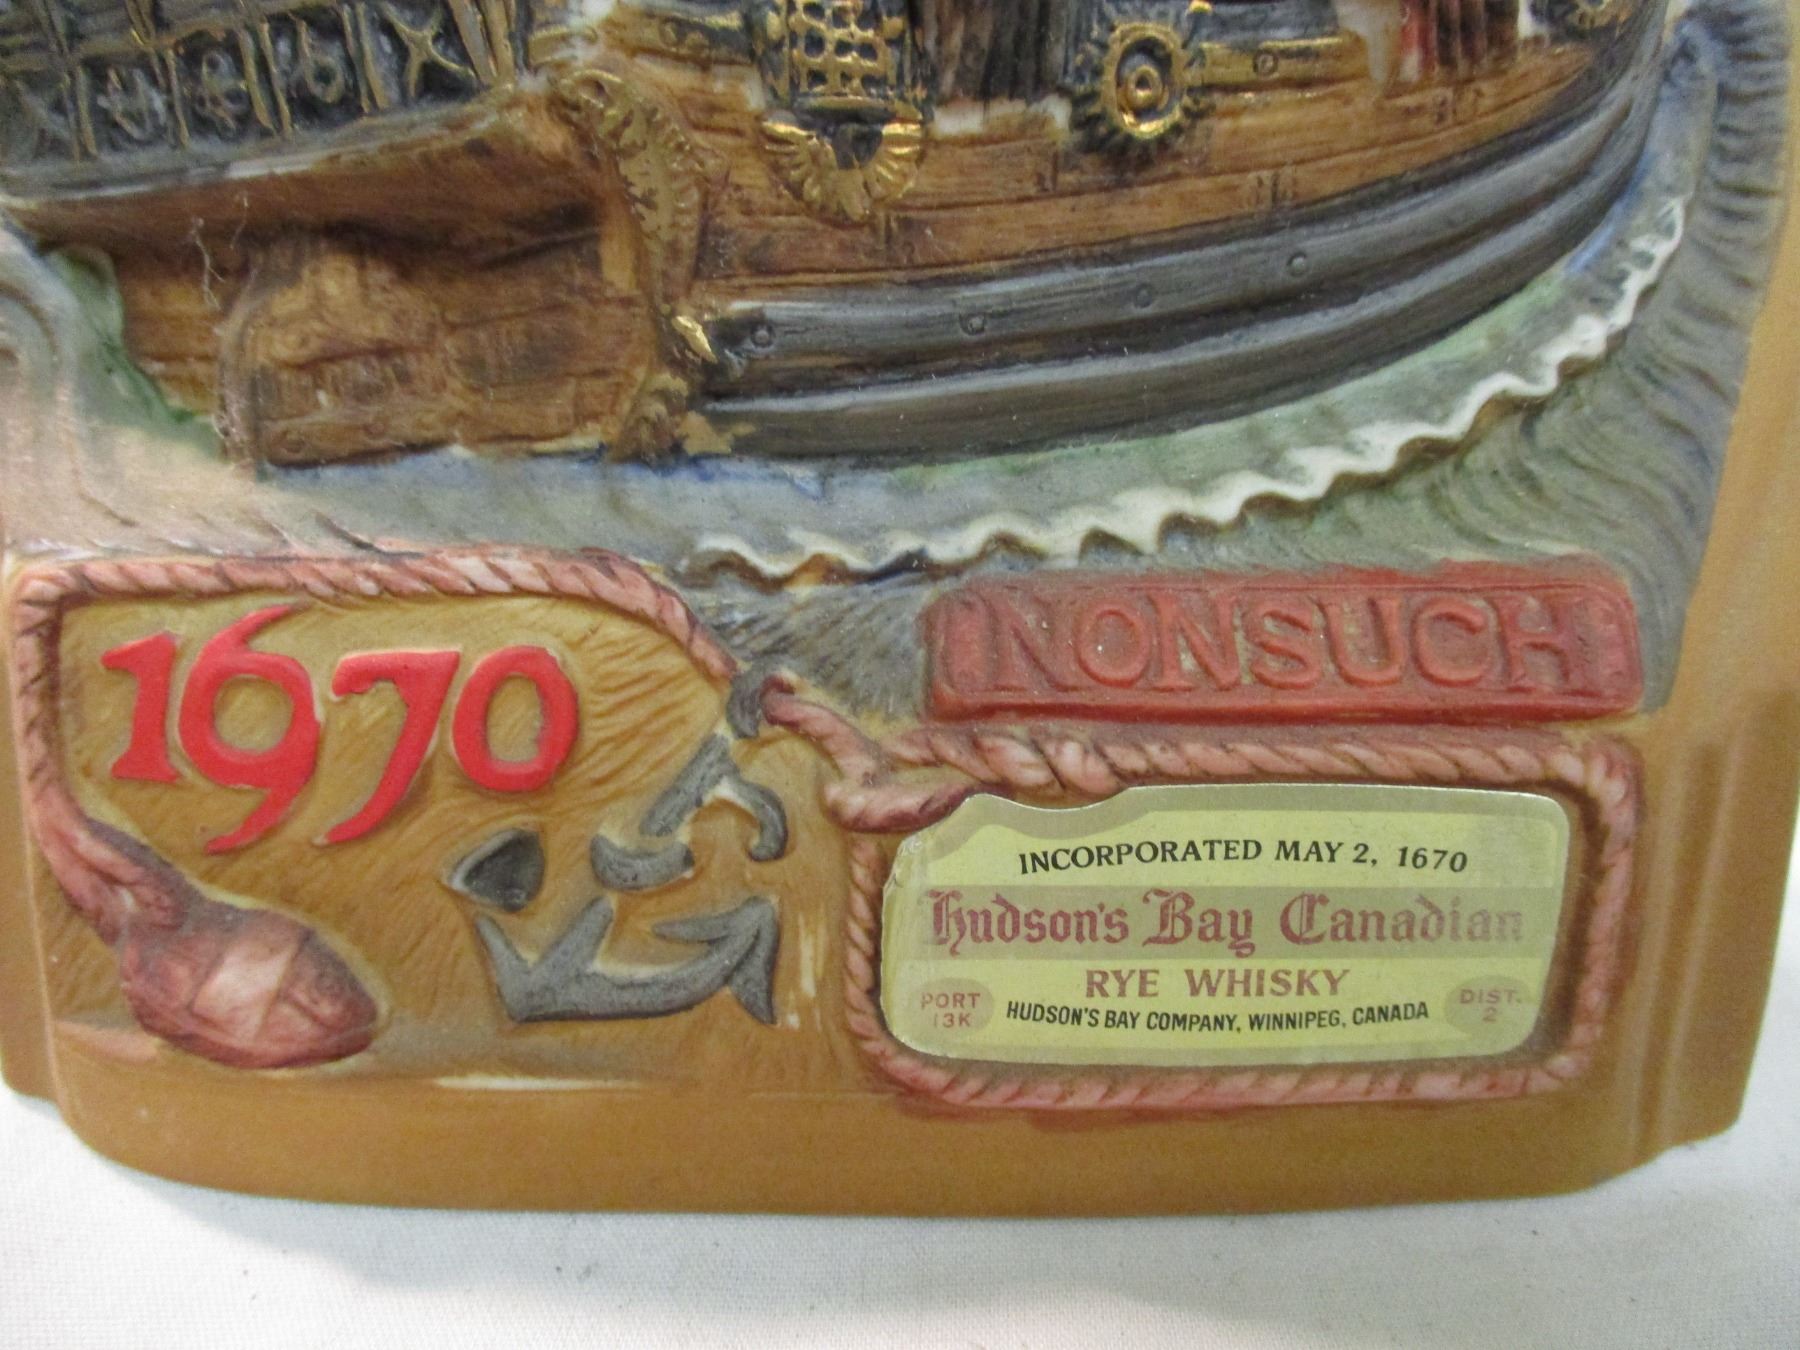 1670
NONSUCH
INCORPORATED MAY 2, 1670
Hudson's Bay Canadian
RYE WHISKY
PORT
13K
HUDSON'S BAY COMPANY, WINNIPEG, CANADA
DIST.
2